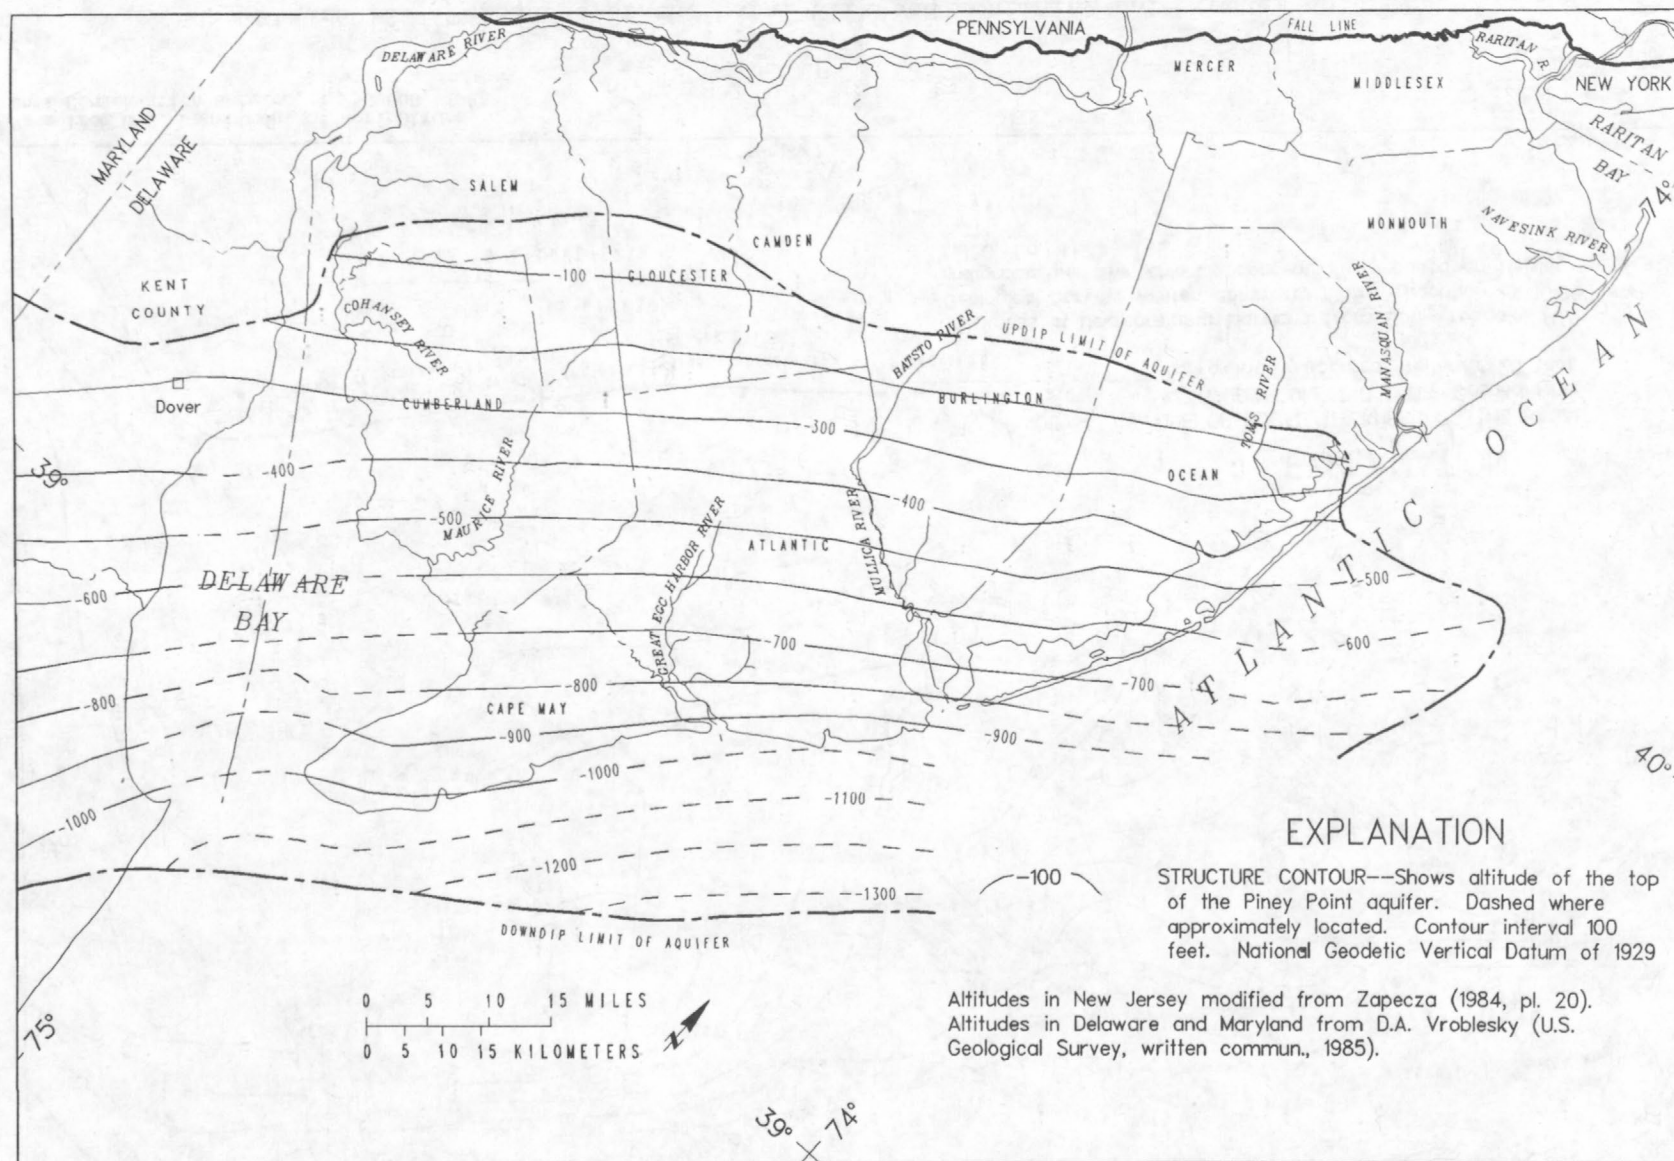 PENNSYLVANIA
FALL LINE
DELAWARE RIVER
RARITAN R
MERCER
MIDDLESEX
NEW YORK
RARITAN
BAY
74°
MARYLAND
DELAWARE
SALEM
CAMDEN
MONMOUTH
NAVESINK RIVER
KENT
COUNTY
-100
GLOUCESTER
MANASQUAN RIVER
COHANSEY
RIVER
BATSTO RIVER
UPDIP LIMIT OF AQUIFER
Dover
CUMBERLAND
BURLINGTON
TOMS RIVER
-300
39°
-400
MAURICE RIVER
OCEAN
-400
-500
ATLANTIC
MULLICA RIVER
GREAT EGG HARBOR RIVER
ATLANTIC OCEAN
-500
DELAWARE
BAY
-600
-700
-600
-800
-800
-700
CAPE MAY
-900
-900
-1000
40°
-1000
-1100
-1200
-1300
DOWNDIP LIMIT OF AQUIFER
EXPLANATION
-100
STRUCTURE CONTOUR--Shows altitude of the top
of the Piney Point aquifer. Dashed where
approximately located. Contour interval 100
feet. National Geodetic Vertical Datum of 1929
Altitudes in New Jersey modified from Zapecza (1984, pl. 20).
Altitudes in Delaware and Maryland from D.A. Vroblesky (U.S.
Geological Survey, written commun., 1985).
0 5 10 15 MILES
0 5 10 15 KILOMETERS
N
75°
39° 74°